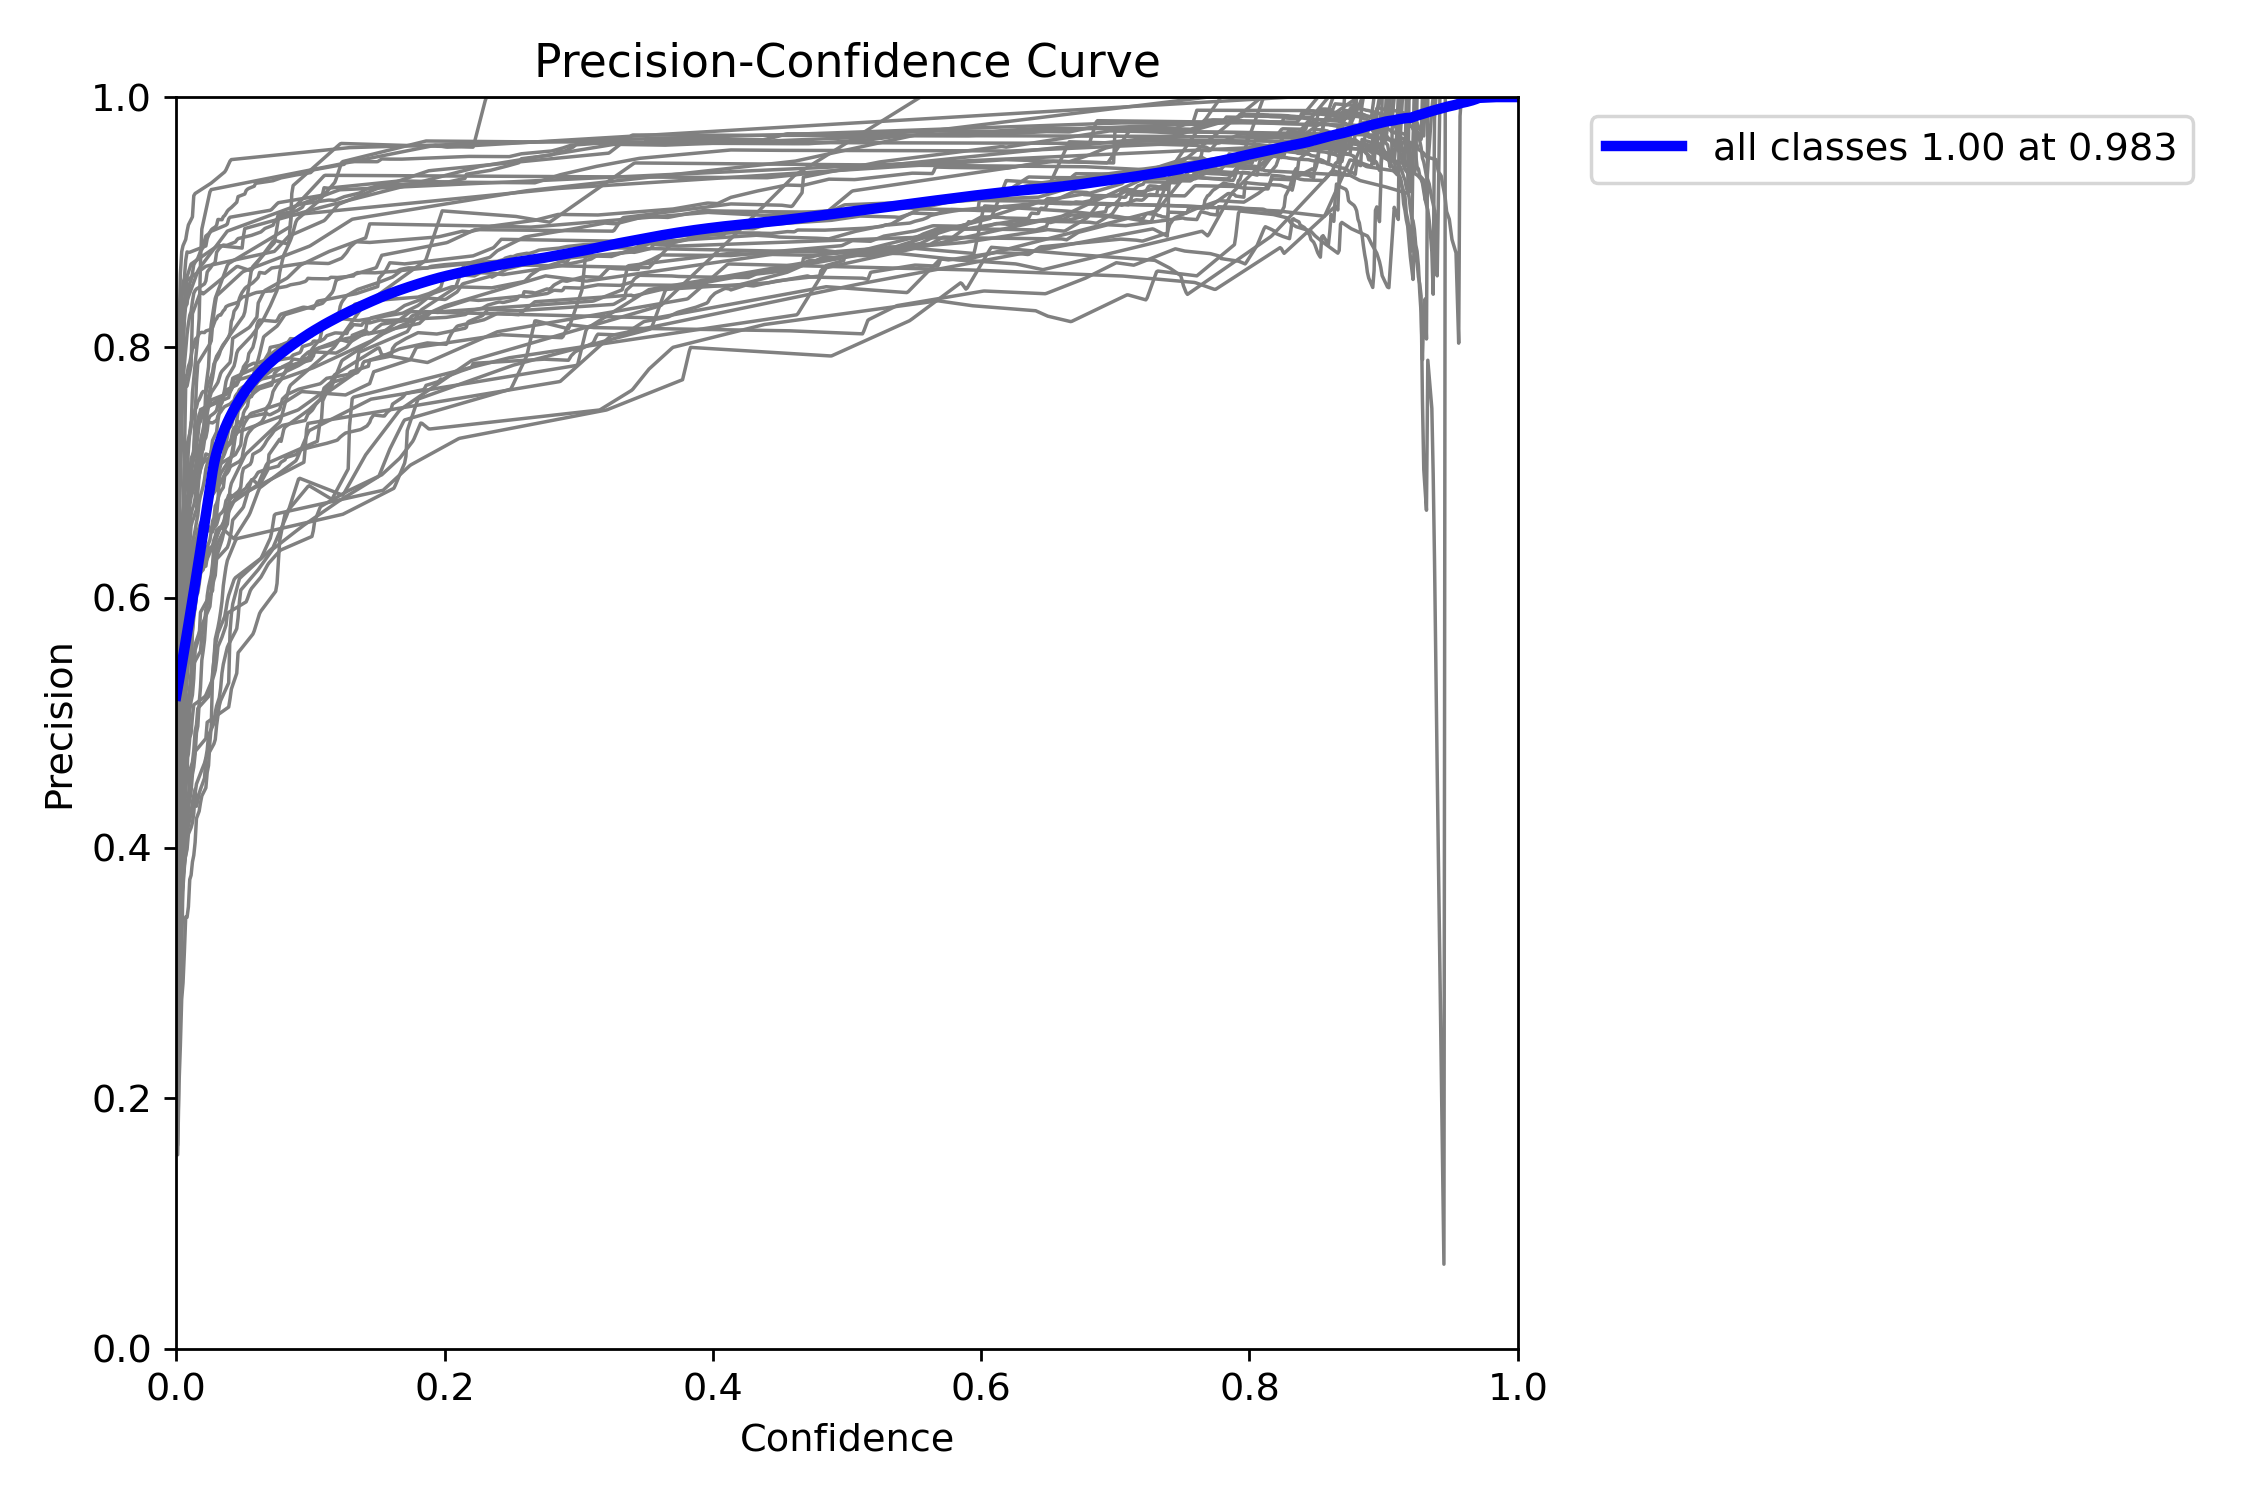 Precision-Confidence Curve
all classes 1.00 at 0.983
Precision
1.0
0.8
0.6
0.4
0.2
0.0
0.0 0.2 0.4 0.6 0.8 1.0
Confidence